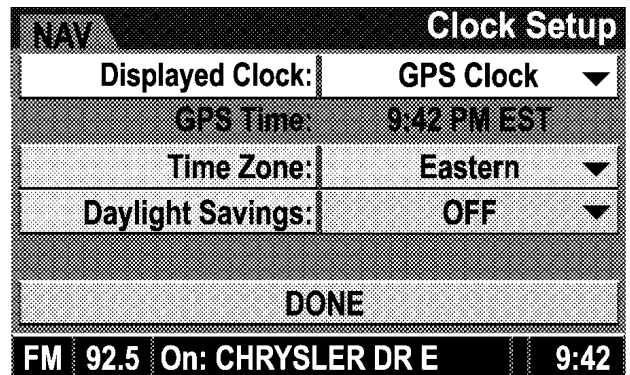 NAV Clock Setup
Displayed Clock: GPS Clock
GPS Time: 9:42 PM EST
Time Zone: Eastern
Daylight Savings: OFF
DONE
FM 92.5 On: CHRYSLER DR E 9:42